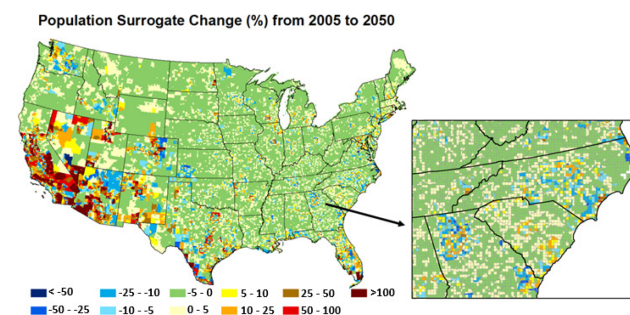 Population Surrogate Change (%) from 2005 to 2050
< -50 -25 - -10 -5 - 0 5 - 10 25 - 50 >100
-50 - -25 -10 - -5 0 - 5 10 - 25 50 - 100